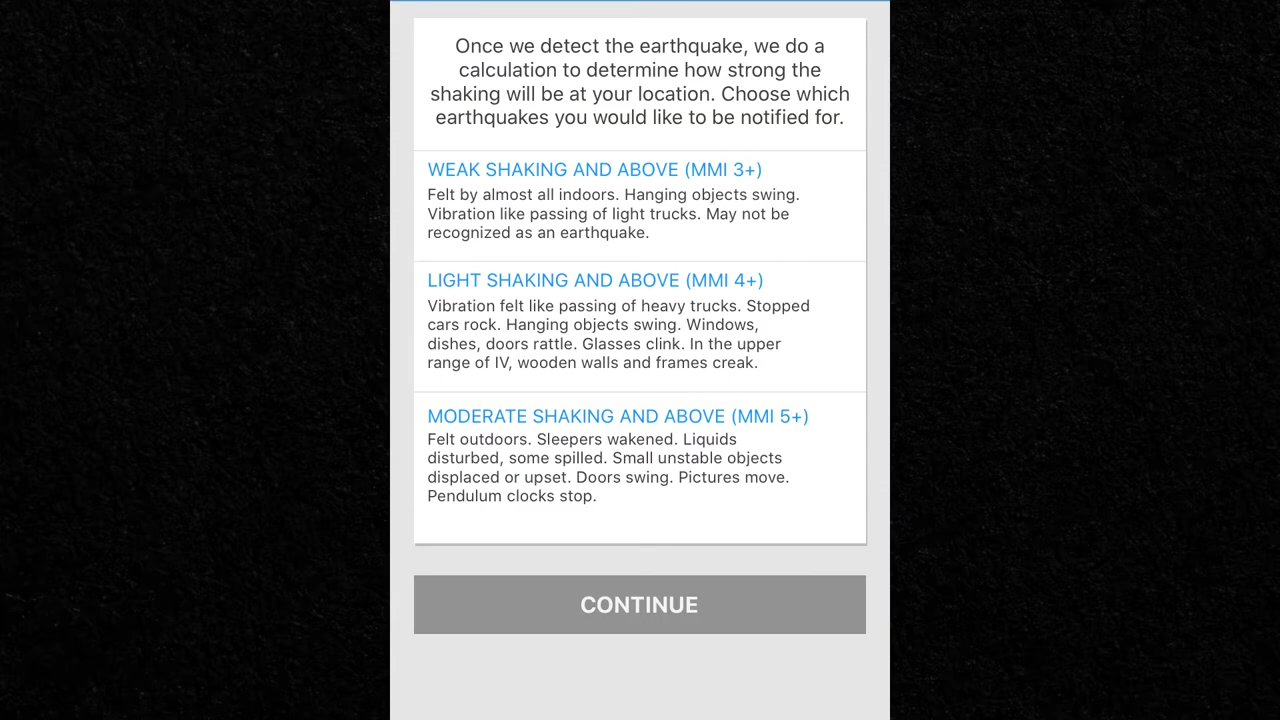 Once we detect the earthquake, we do a
calculation to determine how strong the
shaking will be at your location. Choose which
earthquakes you would like to be notified for.
WEAK SHAKING AND ABOVE (MMI 3+)
Felt by almost all indoors. Hanging objects swing.
Vibration like passing of light trucks. May not be
recognized as an earthquake.
LIGHT SHAKING AND ABOVE (MMI 4+)
Vibration felt like passing of heavy trucks. Stopped
cars rock. Hanging objects swing. Windows,
dishes, doors rattle. Glasses clink. In the upper
range of IV, wooden walls and frames creak.
MODERATE SHAKING AND ABOVE (MMI 5+)
Felt outdoors. Sleepers wakened. Liquids
disturbed, some spilled. Small unstable objects
displaced or upset. Doors swing. Pictures move.
Pendulum clocks stop.
CONTINUE